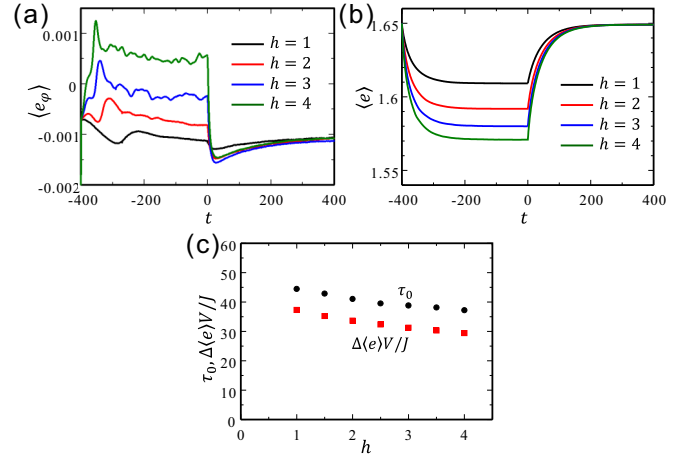 (a)
⟨e_φ⟩
0.001
0
-0.001
-0.002
h = 1
h = 2
h = 3
h = 4
-400 -200 0 200 400
t
(b)
⟨e⟩
1.65
1.6
1.55
h = 1
h = 2
h = 3
h = 4
-400 -200 0 200 400
t
(c)
τ₀, Δ⟨e⟩V/J
60
50
40
30
20
10
0
τ₀
Δ⟨e⟩V/J
0 1 2 3 4
h